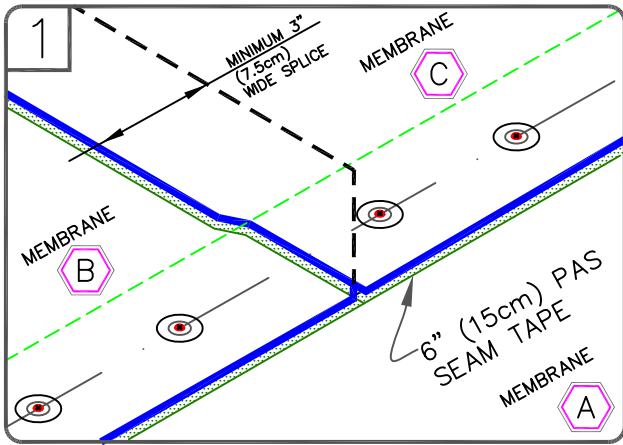 1
MINIMUM 3"
(7.5cm)
WIDE SPLICE
MEMBRANE
C
MEMBRANE
B
6" (15cm) PAS
SEAM TAPE
MEMBRANE
A